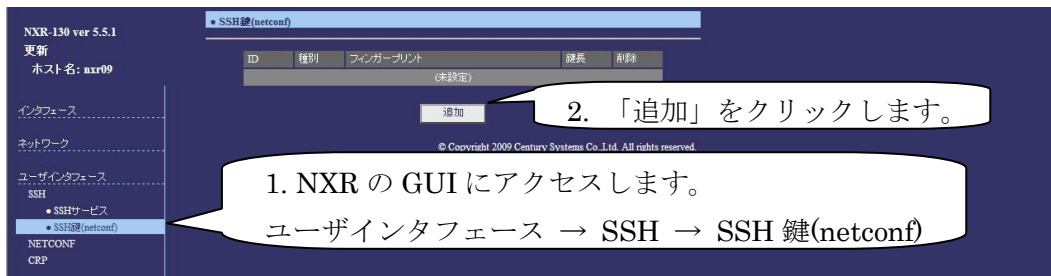 NXR-130 ver 5.5.1
更新
ホスト名: nxr09
インタフェース
ネットワーク
ユーザインタフェース
SSH
● SSHサービス
● SSH鍵(netconf)
NETCONF
CRP
● SSH鍵(netconf)
ID 種別 フィンガープリント 鍵長 削除
(未設定)
追加
2. 「追加」をクリックします。
© Copyright 2009 Century Systems Co.,Ltd. All rights reserved.
1. NXR の GUI にアクセスします。
ユーザインタフェース → SSH → SSH 鍵(netconf)